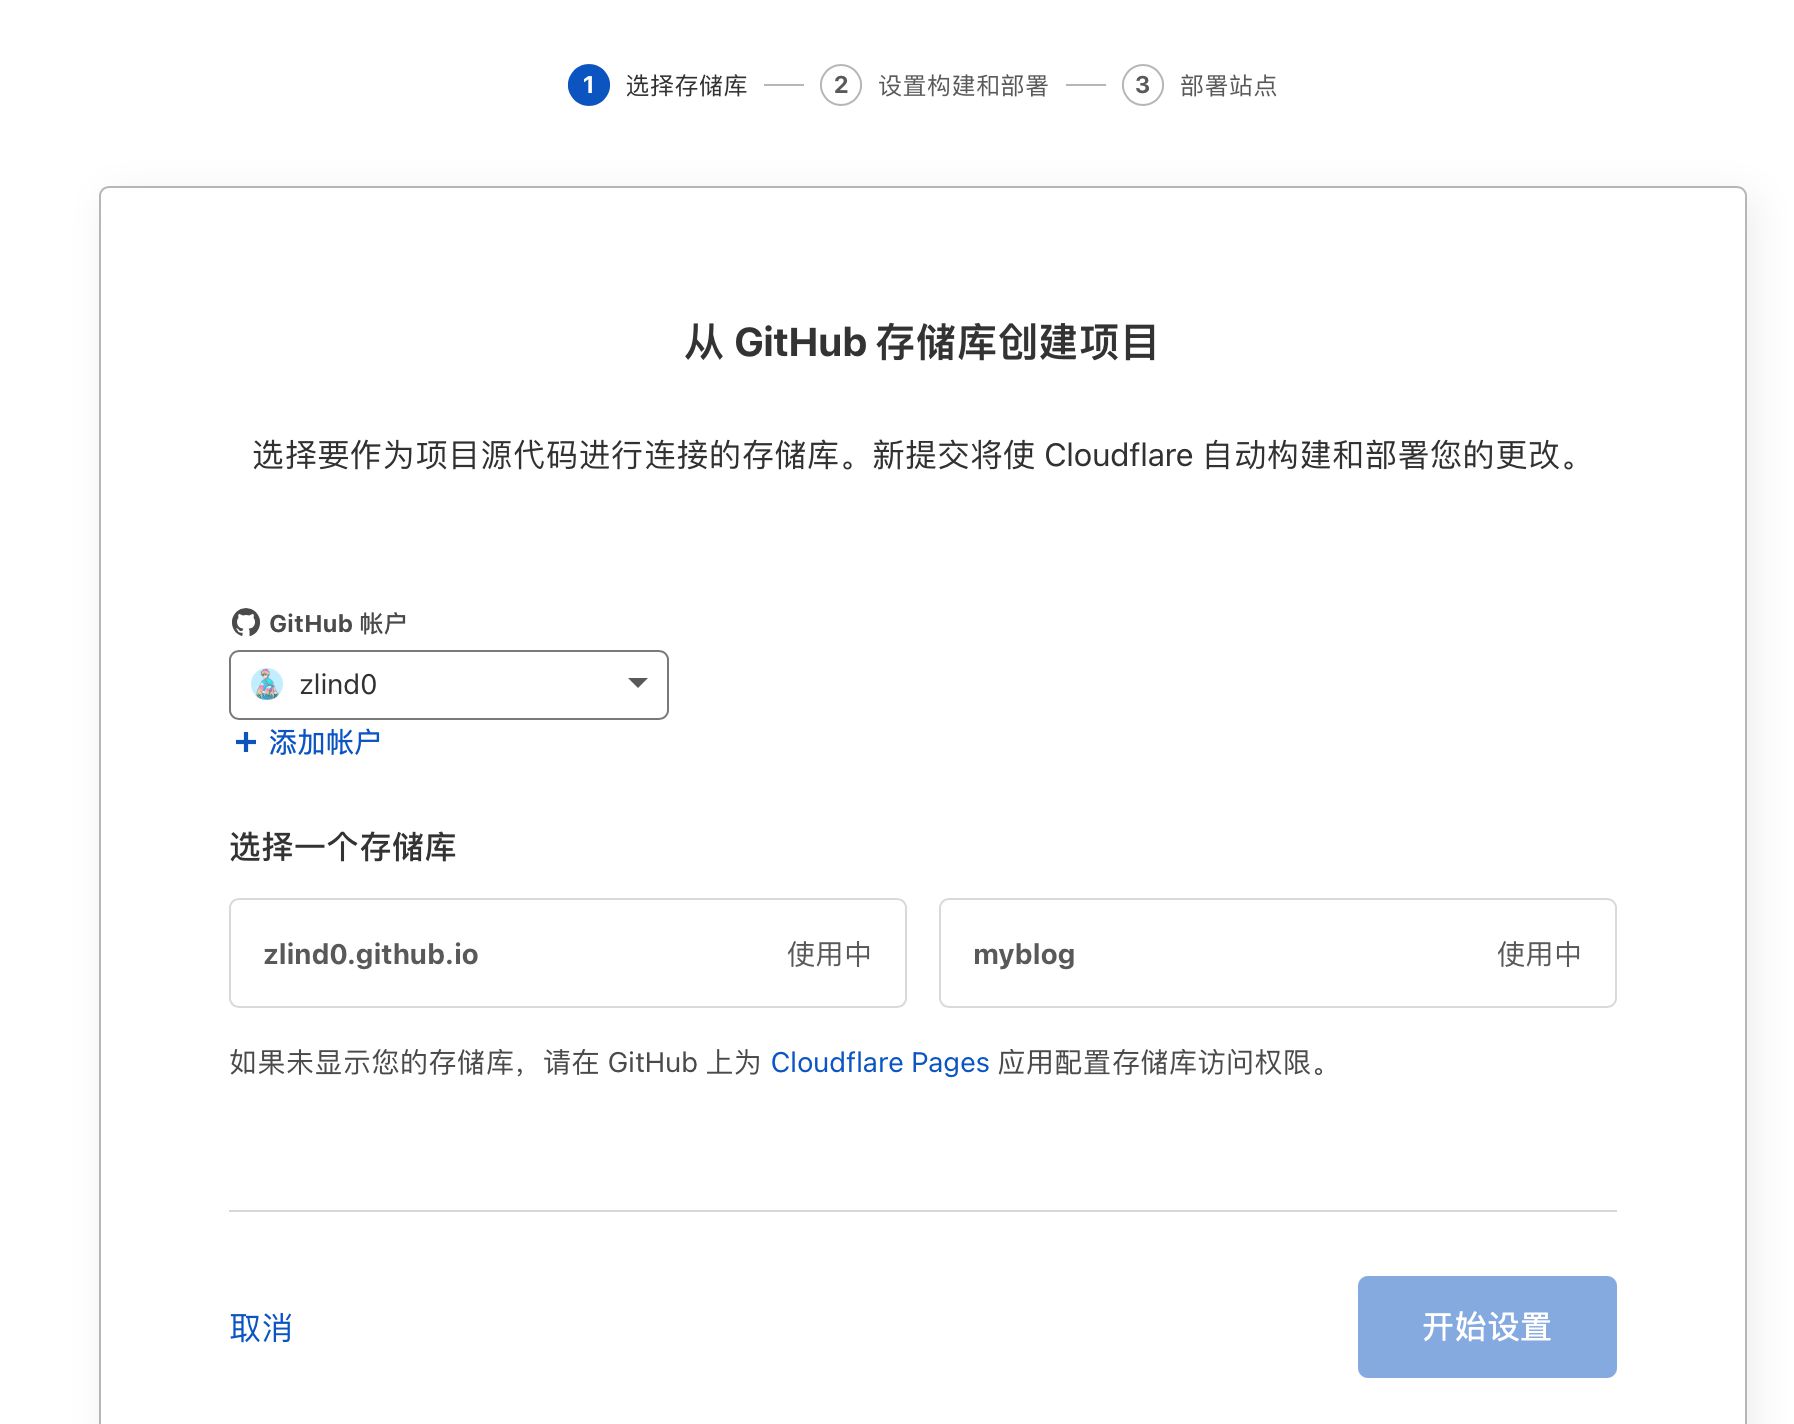 1 选择存储库 2 设置构建和部署 3 部署站点
从 GitHub 存储库创建项目
选择要作为项目源代码进行连接的存储库。新提交将使 Cloudflare 自动构建和部署您的更改。
GitHub 帐户
zlind0
+ 添加帐户
选择一个存储库
zlind0.github.io 使用中 myblog 使用中
如果未显示您的存储库，请在 GitHub 上为 Cloudflare Pages 应用配置存储库访问权限。
取消 开始设置